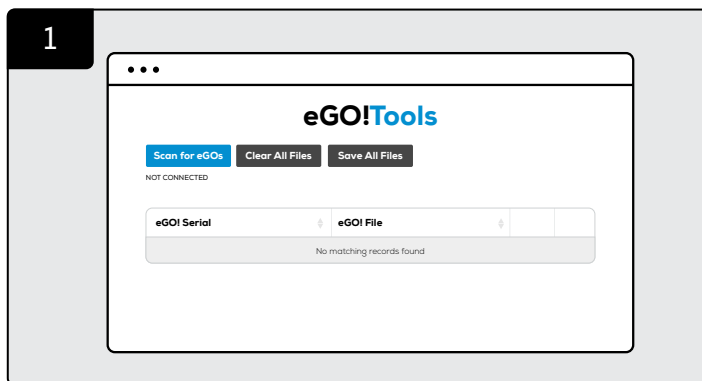 1
eGO!Tools
Scan for eGOs Clear All Files Save All Files
NOT CONNECTED
eGO! Serial eGO! File
No matching records found